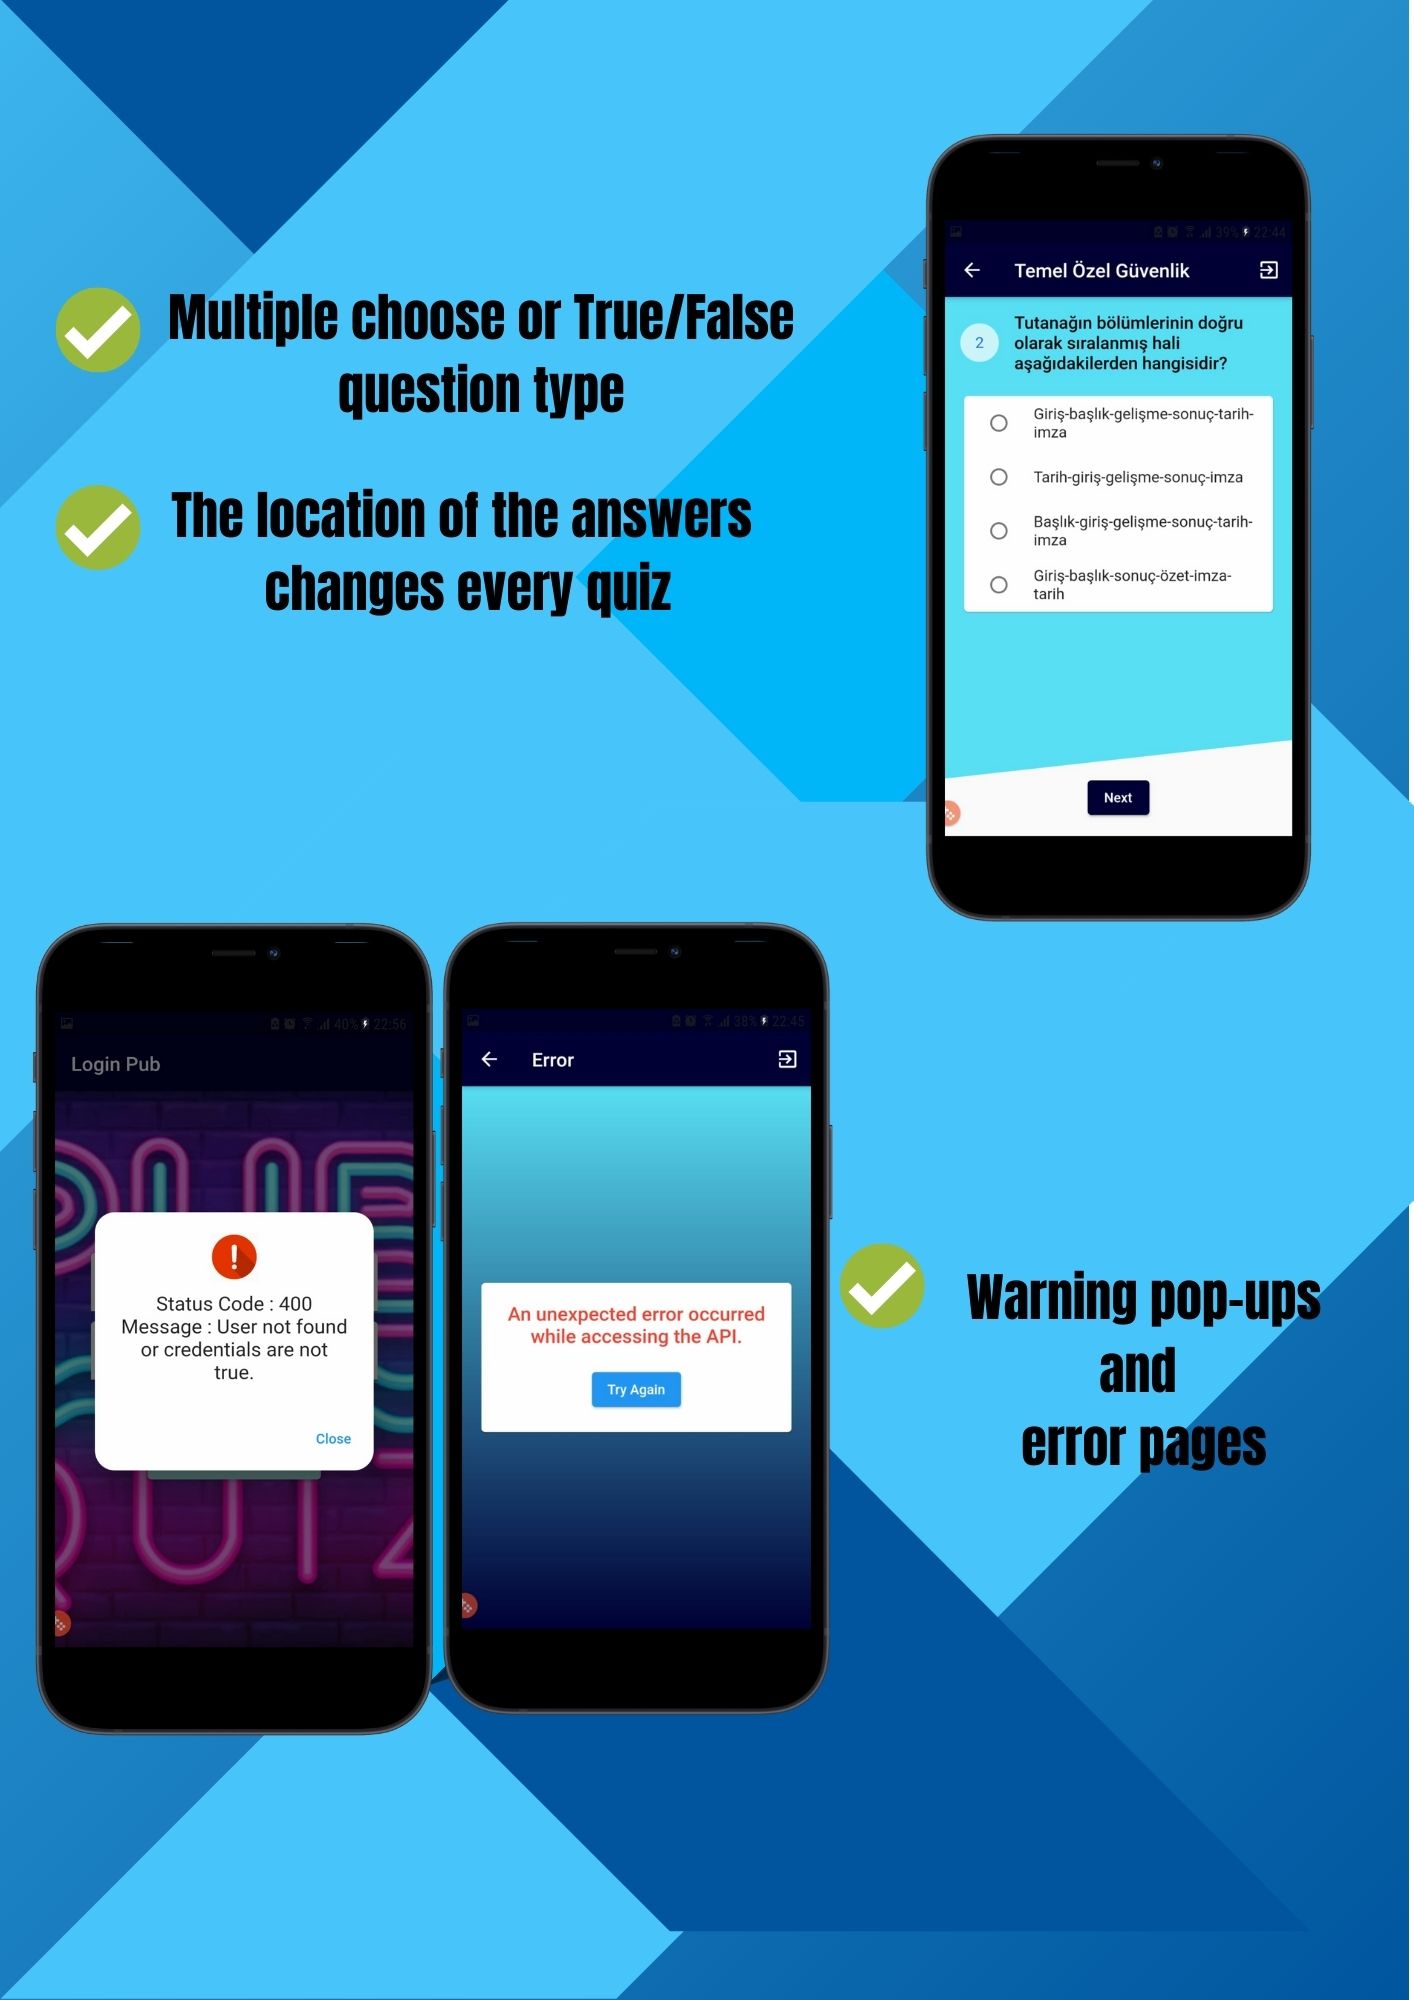 Multiple choose or True/False
question type
The location of the answers
changes every quiz
39% 22:44
Temel Özel Güvenlik
2
Tutanağın bölümlerinin doğru
olarak sıralanmış hali
aşağıdakilerden hangisidir?
Giriş-başlık-gelişme-sonuç-tarih-
imza
Tarih-giriş-gelişme-sonuç-imza
Başlık-giriş-gelişme-sonuç-tarih-
imza
Giriş-başlık-sonuç-özet-imza-
tarih
Next
40% 22:56
Login Pub
PUB
Status Code : 400
Message : User not found
or credentials are not
true.
Close
QUIZ
38% 22:45
Error
An unexpected error occurred
while accessing the API.
Try Again
Warning pop-ups
and
error pages